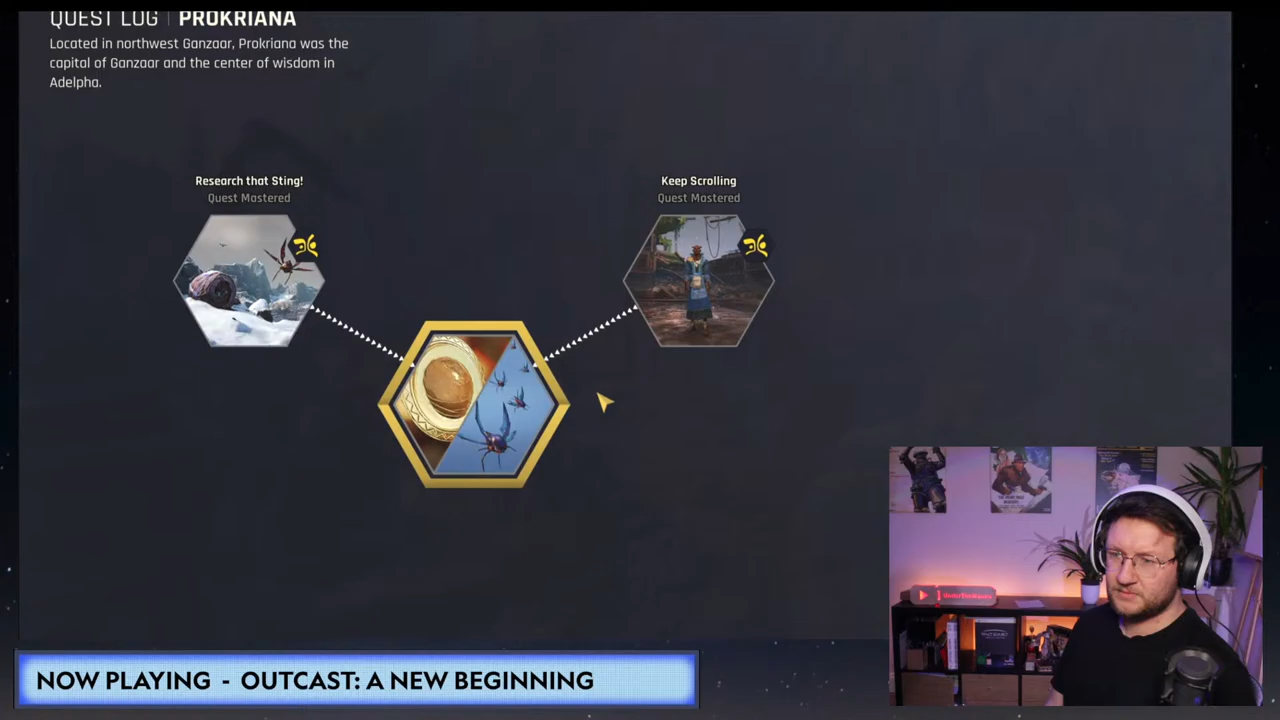 QUEST LOG | PROKRIANA
Located in northwest Ganzaar, Prokriana was the
capital of Ganzaar and the center of wisdom in
Adelpha.
Research that Sting!
Quest Mastered
Keep Scrolling
Quest Mastered
NOW PLAYING - OUTCAST: A NEW BEGINNING